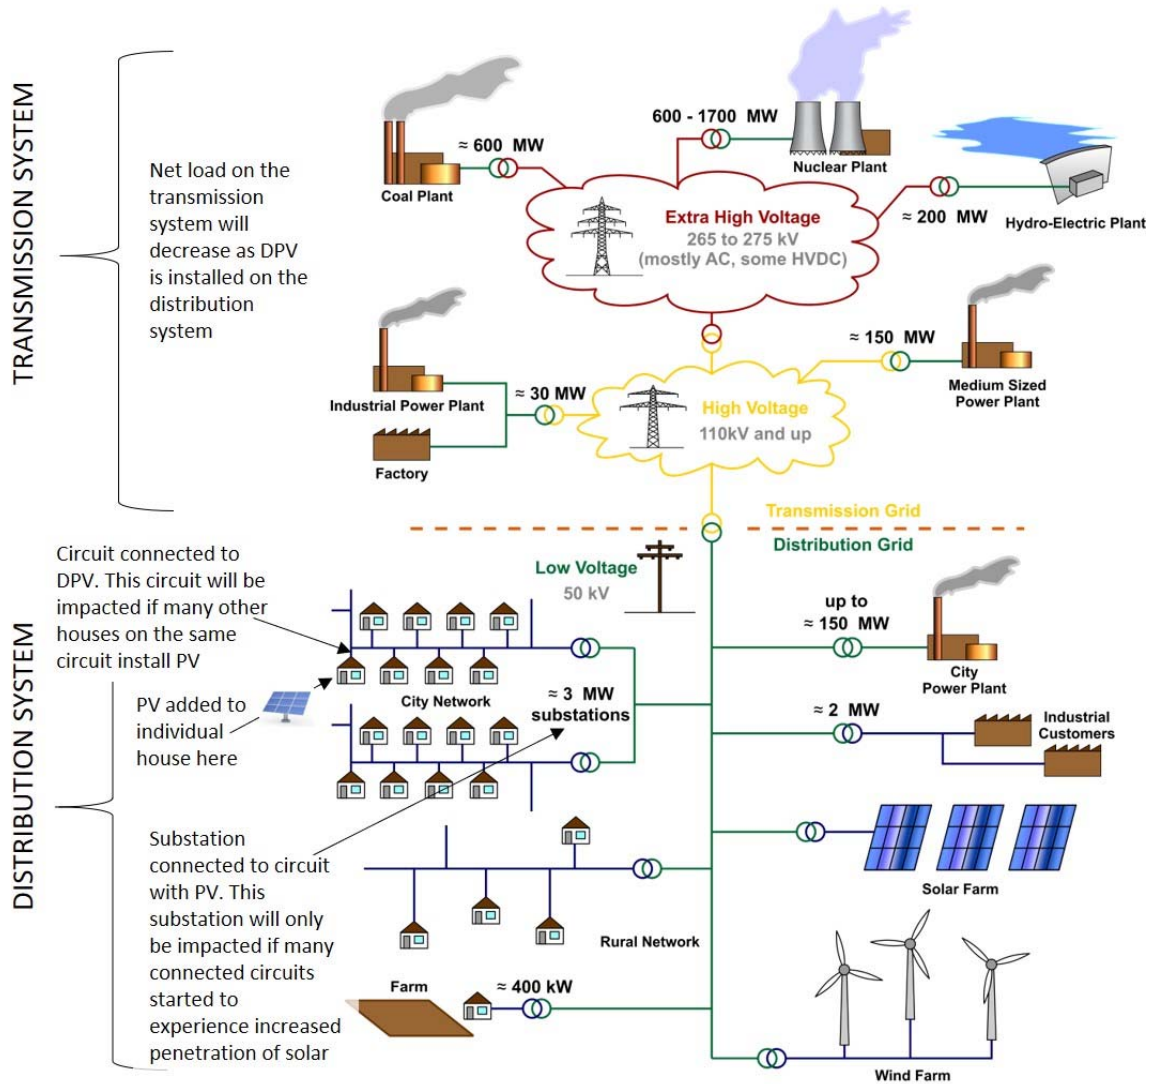 TRANSMISSION SYSTEM
Net load on the
transmission
system will
decrease as DPV
is installed on the
distribution
system
≈ 600 MW
Coal Plant
600 - 1700 MW
Nuclear Plant
≈ 200 MW
Hydro-Electric Plant
Extra High Voltage
265 to 275 kV
(mostly AC, some HVDC)
≈ 150 MW
Medium Sized
Power Plant
Industrial Power Plant
≈ 30 MW
Factory
High Voltage
110kV and up
Transmission Grid
Distribution Grid
DISTRIBUTION SYSTEM
Circuit connected to
DPV. This circuit will be
impacted if many other
houses on the same
circuit install PV
Low Voltage
50 kV
PV added to
individual
house here
City Network
≈ 3 MW
substations
up to
≈ 150 MW
City
Power Plant
≈ 2 MW
Industrial
Customers
Substation
connected to circuit
with PV. This
substation will only
be impacted if many
connected circuits
started to
experience increased
penetration of solar
Solar Farm
Rural Network
Farm
≈ 400 kW
Wind Farm